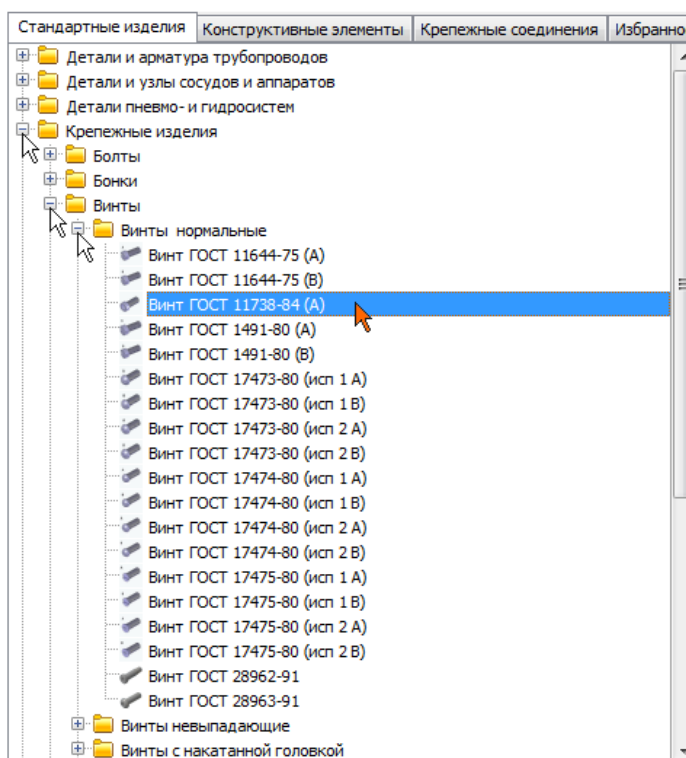 Стандартные изделия Конструктивные элементы Крепежные соединения Избранно
Детали и арматура трубопроводов
Детали и узлы сосудов и аппаратов
Детали пневмо- и гидросистем
Крепежные изделия
Болты
Бонки
Винты
Винты нормальные
Винт ГОСТ 11644-75 (А)
Винт ГОСТ 11644-75 (В)
Винт ГОСТ 11738-84 (А)
Винт ГОСТ 1491-80 (А)
Винт ГОСТ 1491-80 (В)
Винт ГОСТ 17473-80 (исп 1 А)
Винт ГОСТ 17473-80 (исп 1 В)
Винт ГОСТ 17473-80 (исп 2 А)
Винт ГОСТ 17473-80 (исп 2 В)
Винт ГОСТ 17474-80 (исп 1 А)
Винт ГОСТ 17474-80 (исп 1 В)
Винт ГОСТ 17474-80 (исп 2 А)
Винт ГОСТ 17474-80 (исп 2 В)
Винт ГОСТ 17475-80 (исп 1 А)
Винт ГОСТ 17475-80 (исп 1 В)
Винт ГОСТ 17475-80 (исп 2 А)
Винт ГОСТ 17475-80 (исп 2 В)
Винт ГОСТ 28962-91
Винт ГОСТ 28963-91
Винты невыпадающие
Винты с накатанной головкой